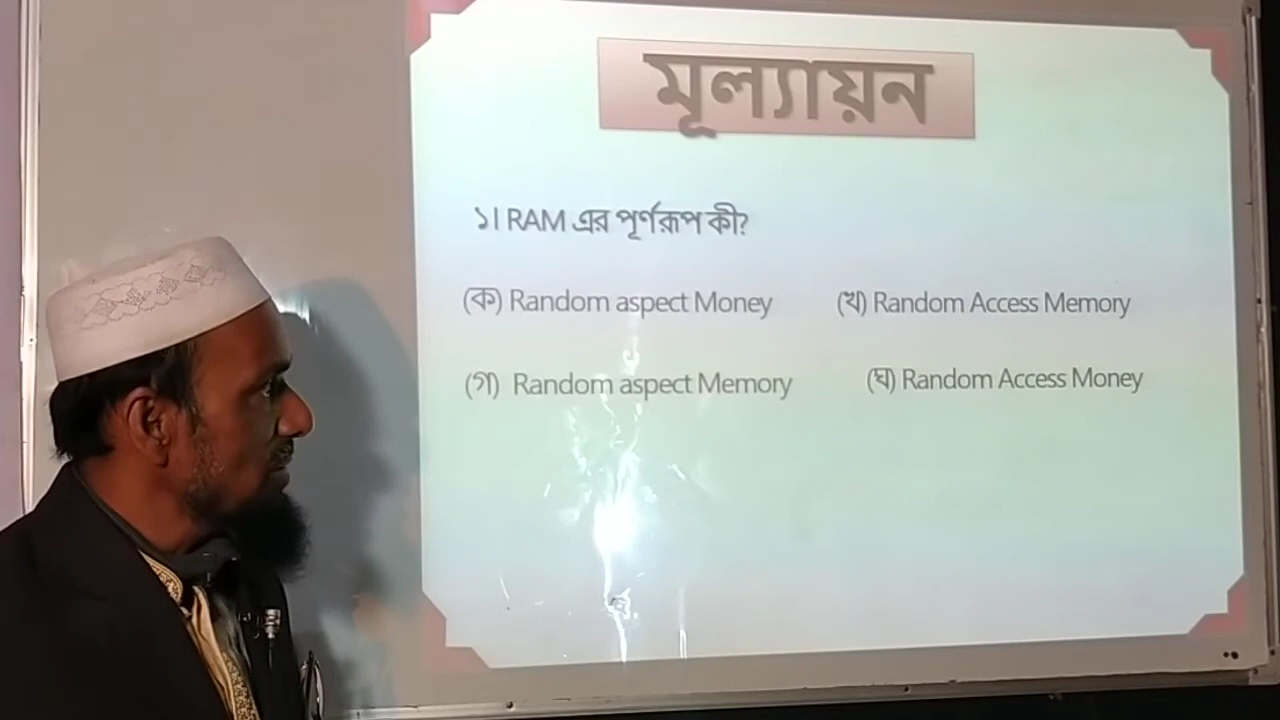 মূল্যায়ন
১। RAM এর পূর্ণরূপ কী?
(ক) Random aspect Money (খ) Random Access Memory
(গ) Random aspect Memory (ঘ) Random Access Money